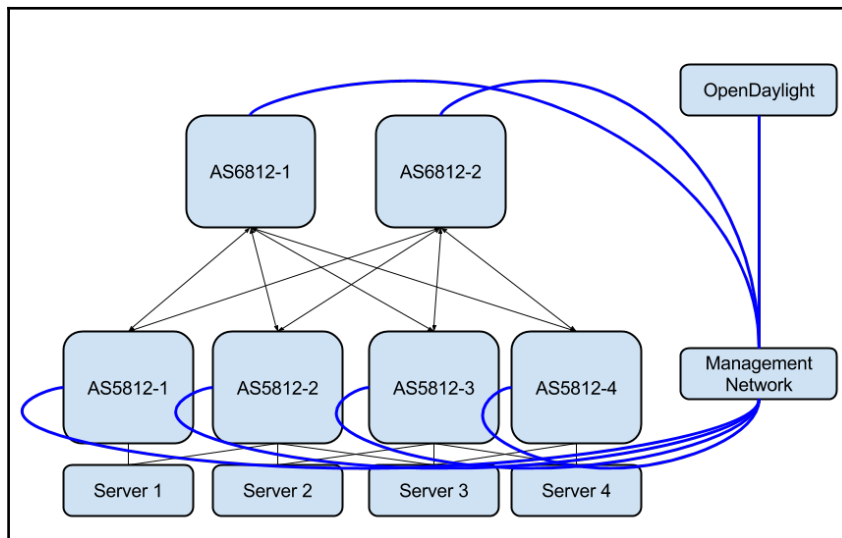 OpenDaylight
AS6812-1
AS6812-2
AS5812-1
AS5812-2
AS5812-3
AS5812-4
Management
Network
Server 1
Server 2
Server 3
Server 4